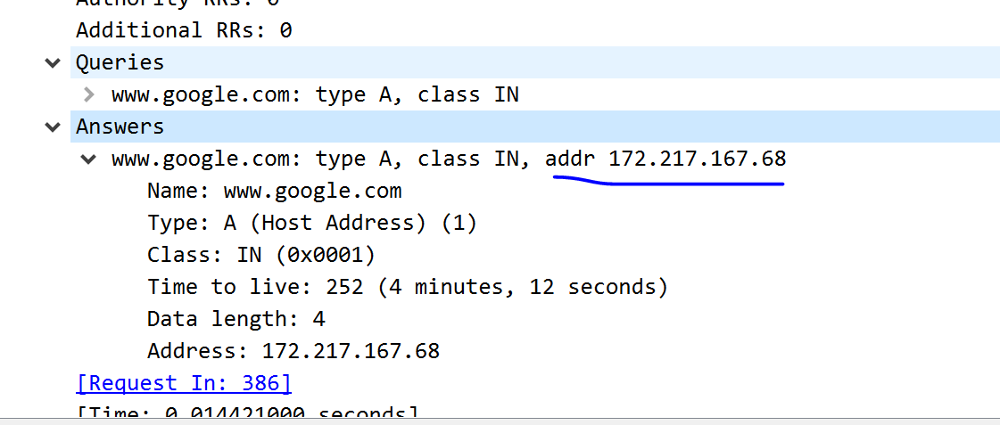 Authority RRs: 0
Additional RRs: 0
Queries
www.google.com: type A, class IN
Answers
www.google.com: type A, class IN, addr 172.217.167.68
Name: www.google.com
Type: A (Host Address) (1)
Class: IN (0x0001)
Time to live: 252 (4 minutes, 12 seconds)
Data length: 4
Address: 172.217.167.68
[Request In: 386]
[Time: 0.014421000 seconds]